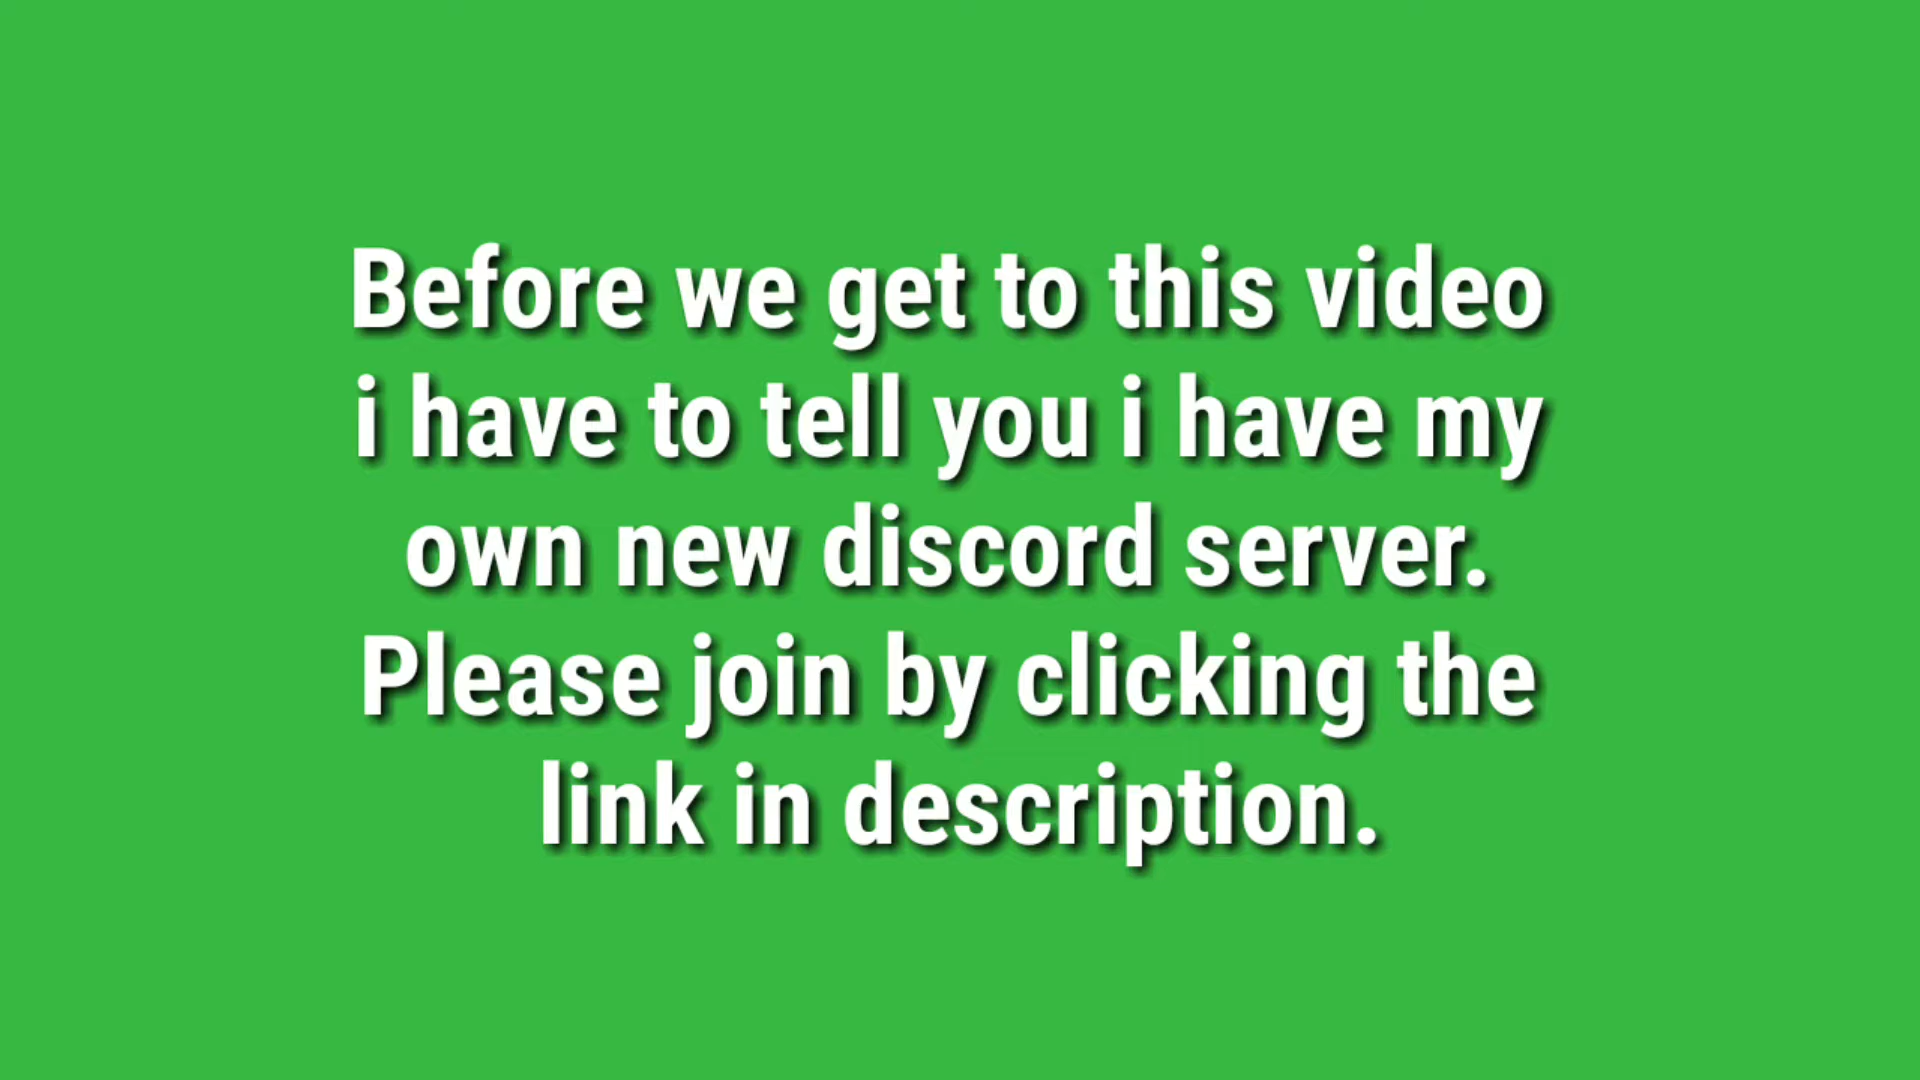 Before we get to this video
i have to tell you i have my
own new discord server.
Please join by clicking the
link in description.